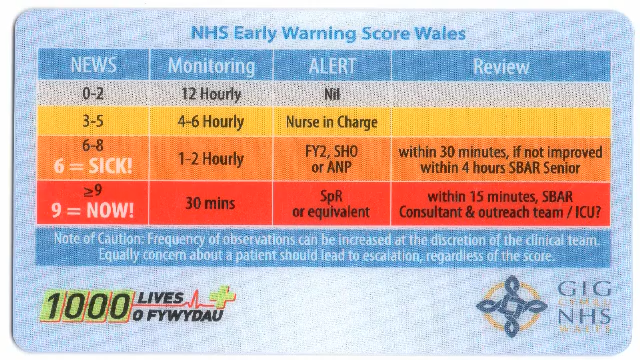 NHS Early Warning Score Wales
NEWS Monitoring ALERT Review
0-2 12 Hourly Nil
3-5 4-6 Hourly Nurse in Charge
6-8
6 = SICK!
1-2 Hourly
FY2, SHO
or ANP
within 30 minutes, if not improved
within 4 hours SBAR Senior
≥9
9 = NOW!
30 mins
SpR
or equivalent
within 15 minutes, SBAR
Consultant & outreach team / ICU?
Note of Caution: Frequency of observations can be increased at the discretion of the clinical team.
Equally concern about a patient should lead to escalation, regardless of the score.
1000 LIVES
O FYWYDAU
GIG
CYMRU
NHS
WALES